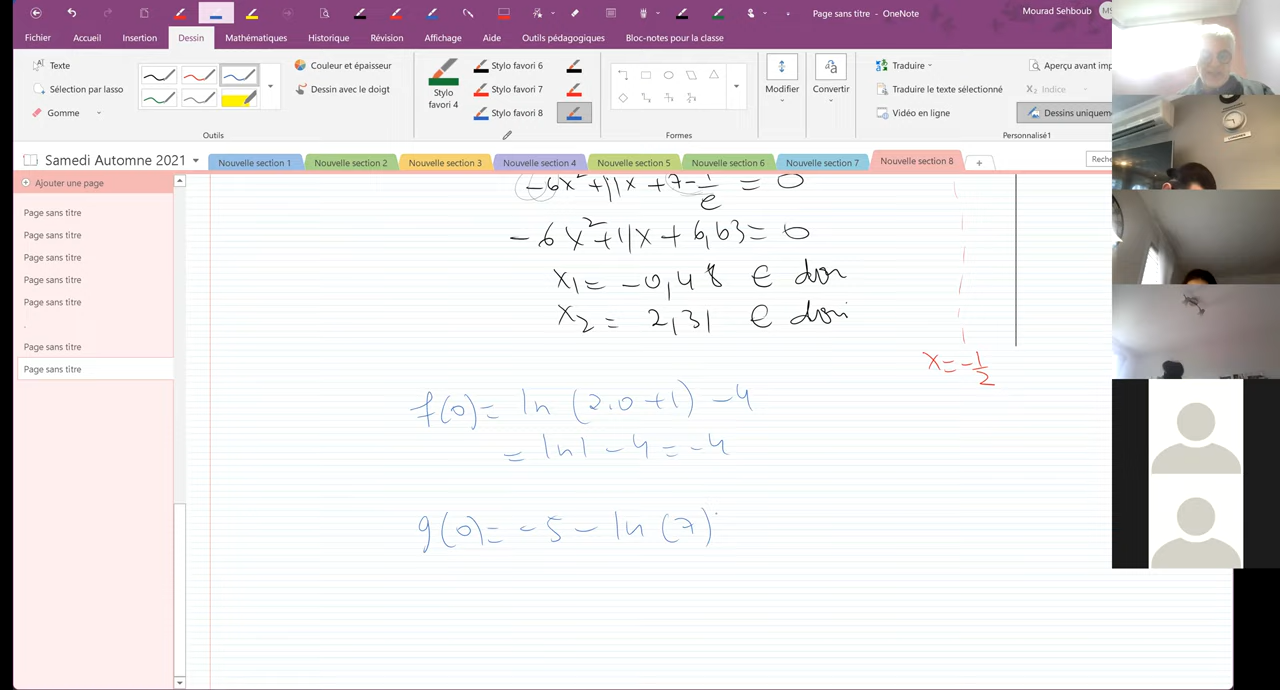 Page sans titre - OneNote
Mourad Sehboub
MS
Fichier Accueil Insertion Dessin Mathématiques Historique Révision Affichage Aide Outils pédagogiques Bloc-notes pour la classe
Texte
Sélection par lasso
Gomme
Outils
Couleur et épaisseur
Dessin avec le doigt
Stylo favori 4
Stylo favori 6
Stylo favori 7
Stylo favori 8
Formes
Modifier
Convertir
Traduire
Traduire le texte sélectionné
Vidéo en ligne
Aperçu avant imp
X₂ Indice
Dessins uniqueme
Personnalisé1
Samedi Automne 2021
Nouvelle section 1 Nouvelle section 2 Nouvelle section 3 Nouvelle section 4 Nouvelle section 5 Nouvelle section 6 Nouvelle section 7 Nouvelle section 8 +
Reche
Ajouter une page
Page sans titre
Page sans titre
Page sans titre
Page sans titre
Page sans titre
.
Page sans titre
Page sans titre
-6x²+11x+7-1/e = 0
-6x²+11x+6,63=0
x₁= -0,48 ∈ dom
x₂= 2,31 ∈ dom
x=-1/2
f(0)= ln (2.0+1) -4
= ln1 -4 = -4
g(0)= -5 - ln (7)